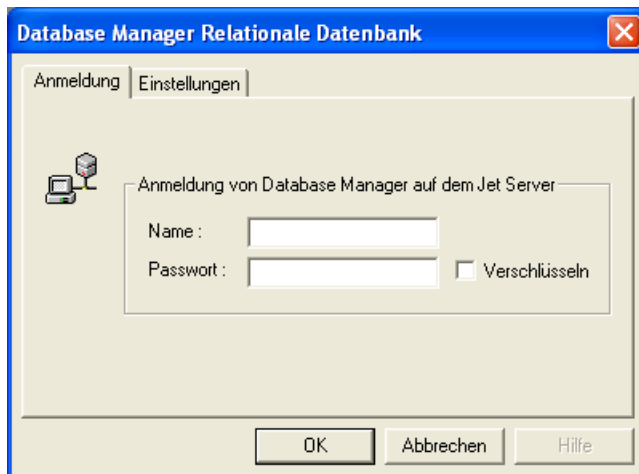 Database Manager Relationale Datenbank
Anmeldung
Einstellungen
Anmeldung von Database Manager auf dem Jet Server
Name :
Passwort :
Verschlüsseln
OK
Abbrechen
Hilfe